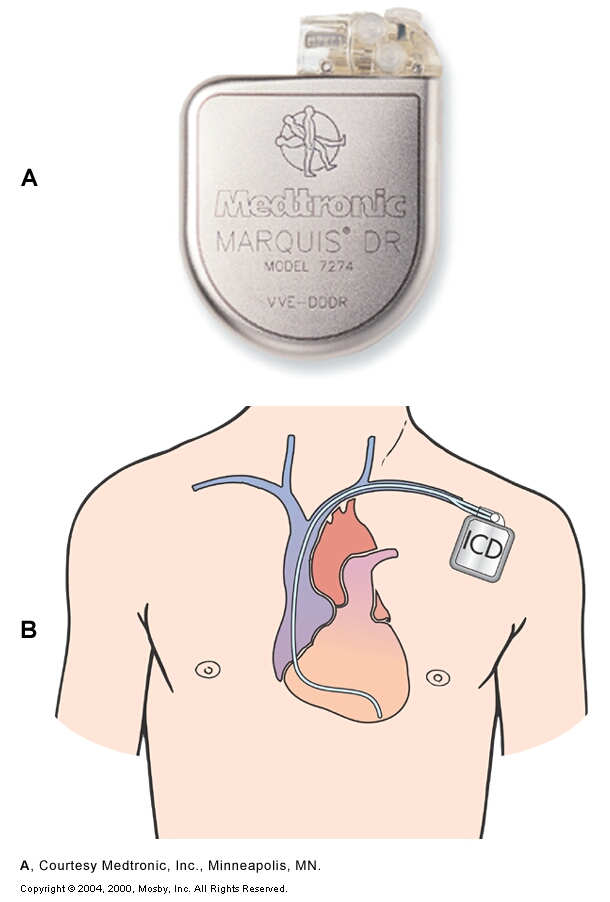 A
Medtronic
MARQUIS® DR
MODEL 7274
VVE-DDDR
B
ICD
A, Courtesy Medtronic, Inc., Minneapolis, MN.
Copyright © 2004, 2000, Mosby, Inc. All Rights Reserved.